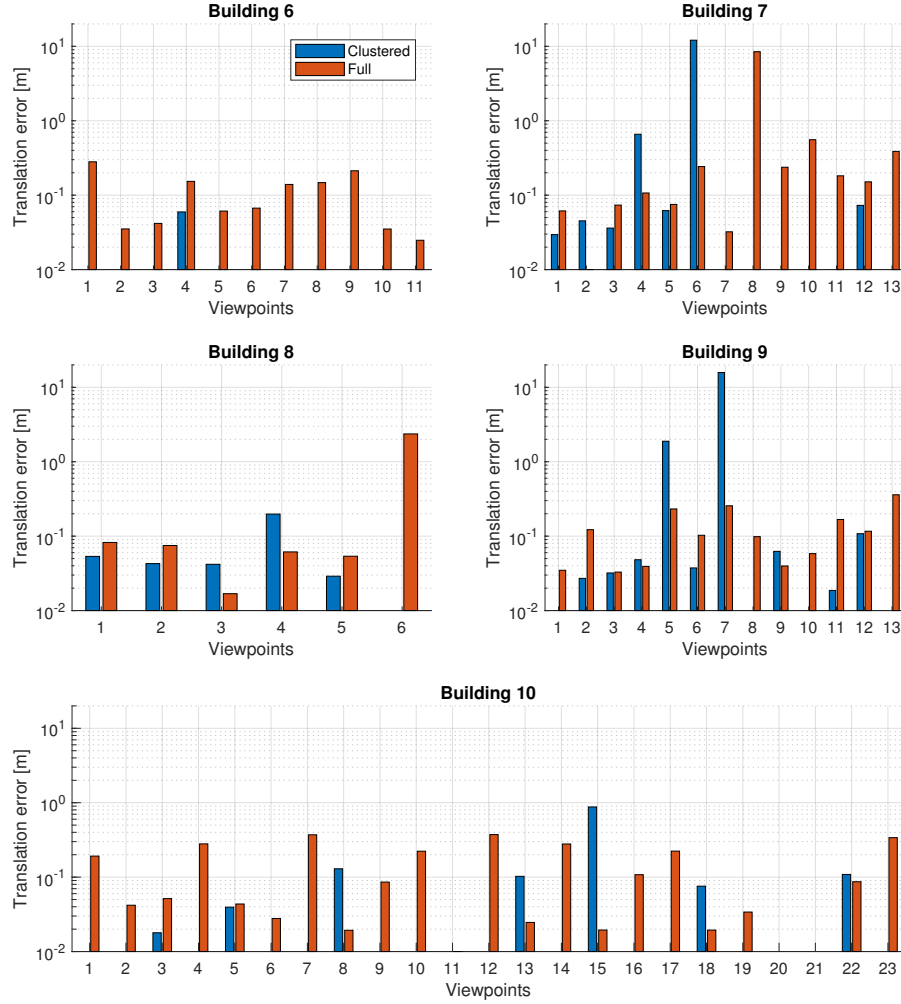 Building 6
Clustered
Full
Translation error [m]
10^1
10^0
10^-1
10^-2
1 2 3 4 5 6 7 8 9 10 11
Viewpoints
Building 7
Translation error [m]
10^1
10^0
10^-1
10^-2
1 2 3 4 5 6 7 8 9 10 11 12 13
Viewpoints
Building 8
Translation error [m]
10^1
10^0
10^-1
10^-2
1 2 3 4 5 6
Viewpoints
Building 9
Translation error [m]
10^1
10^0
10^-1
10^-2
1 2 3 4 5 6 7 8 9 10 11 12 13
Viewpoints
Building 10
Translation error [m]
10^1
10^0
10^-1
10^-2
1 2 3 4 5 6 7 8 9 10 11 12 13 14 15 16 17 18 19 20 21 22 23
Viewpoints